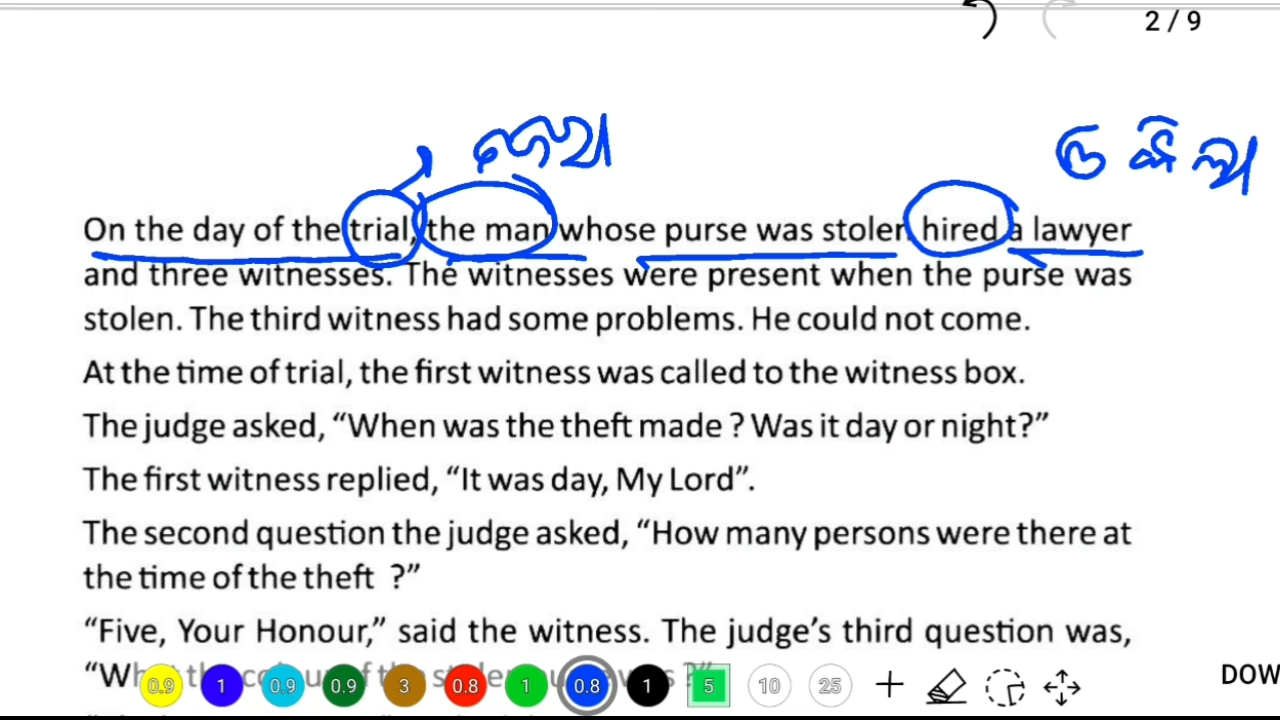 2 / 9
On the day of the trial, the man whose purse was stolen hired a lawyer
and three witnesses. The witnesses were present when the purse was
stolen. The third witness had some problems. He could not come.
At the time of trial, the first witness was called to the witness box.
The judge asked, “When was the theft made ? Was it day or night?”
The first witness replied, “It was day, My Lord”.
The second question the judge asked, “How many persons were there at
the time of the theft ?”
“Five, Your Honour,” said the witness. The judge’s third question was,
DOW
0.9 1 0.9 0.9 3 0.8 1 0.8 1 5 10 25